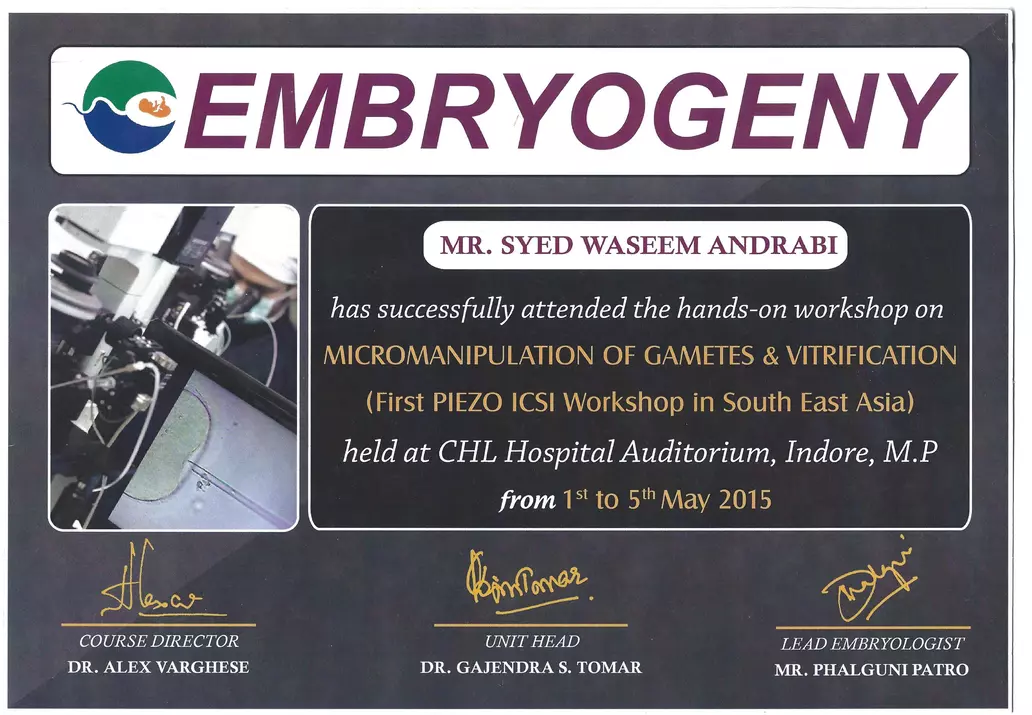 EMBRYOGENY
MR. SYED WASEEM ANDRABI
has successfully attended the hands-on workshop on
MICROMANIPULATION OF GAMETES & VITRIFICATION
(First PIEZO ICSI Workshop in South East Asia)
held at CHL Hospital Auditorium, Indore, M.P
from 1st to 5th May 2015
COURSE DIRECTOR
DR. ALEX VARGHESE
UNIT HEAD
DR. GAJENDRA S. TOMAR
LEAD EMBRYOLOGIST
MR. PHALGUNI PATRO